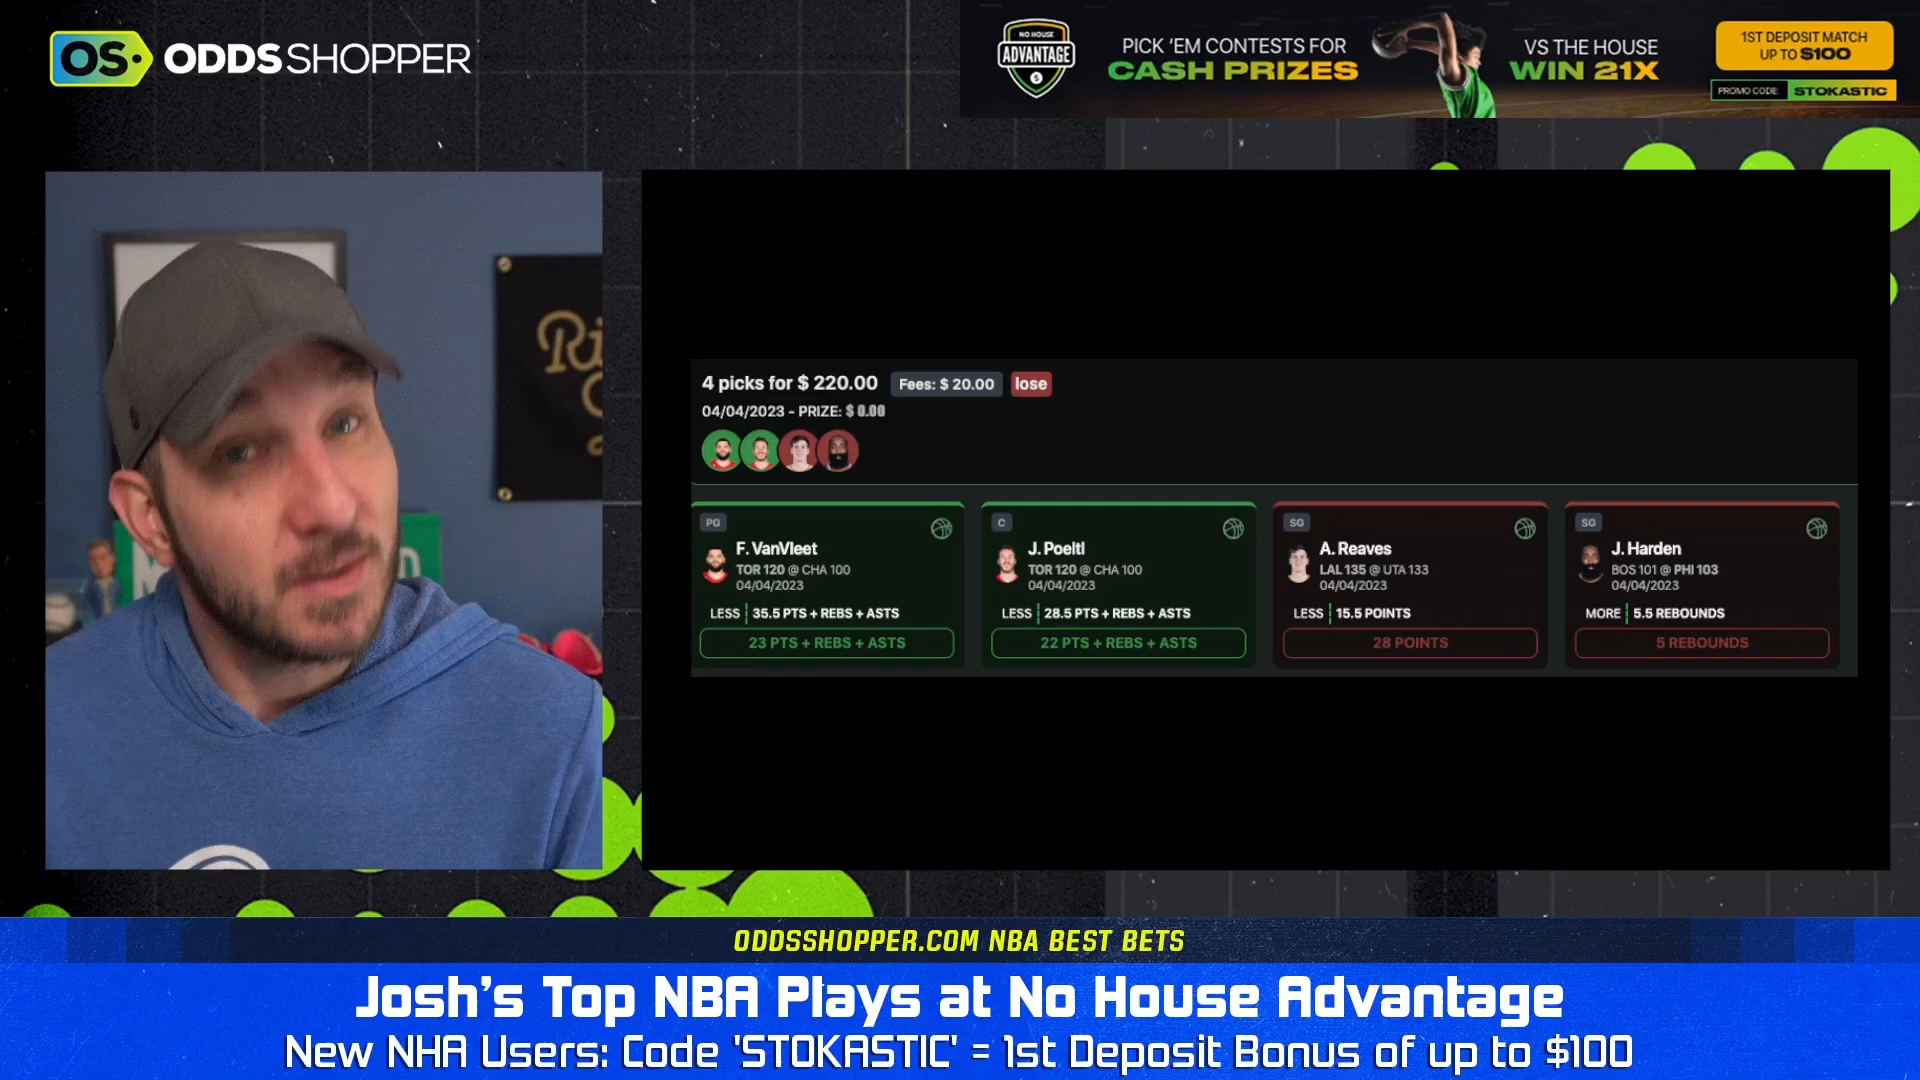 OS. ODDSSHOPPER
NO HOUSE
ADVANTAGE
PICK 'EM CONTESTS FOR
CASH PRIZES
VS THE HOUSE
WIN 21X
1ST DEPOSIT MATCH
UP TO $100
PROMO CODE: STOKASTIC
4 picks for $ 220.00 Fees: $ 20.00 lose
04/04/2023 - PRIZE: $ 0.00
PG
F. VanVleet
TOR 120 @ CHA 100
04/04/2023
LESS 35.5 PTS + REBS + ASTS
23 PTS + REBS + ASTS
C
J. Poeltl
TOR 120 @ CHA 100
04/04/2023
LESS 28.5 PTS + REBS + ASTS
22 PTS + REBS + ASTS
SG
A. Reaves
LAL 135 @ UTA 133
04/04/2023
LESS 15.5 POINTS
28 POINTS
SG
J. Harden
BOS 101 @ PHI 103
04/04/2023
MORE 5.5 REBOUNDS
5 REBOUNDS
ODDSSHOPPER.COM NBA BEST BETS
Josh's Top NBA Plays at No House Advantage
New NHA Users: Code 'STOKASTIC' = 1st Deposit Bonus of up to $100